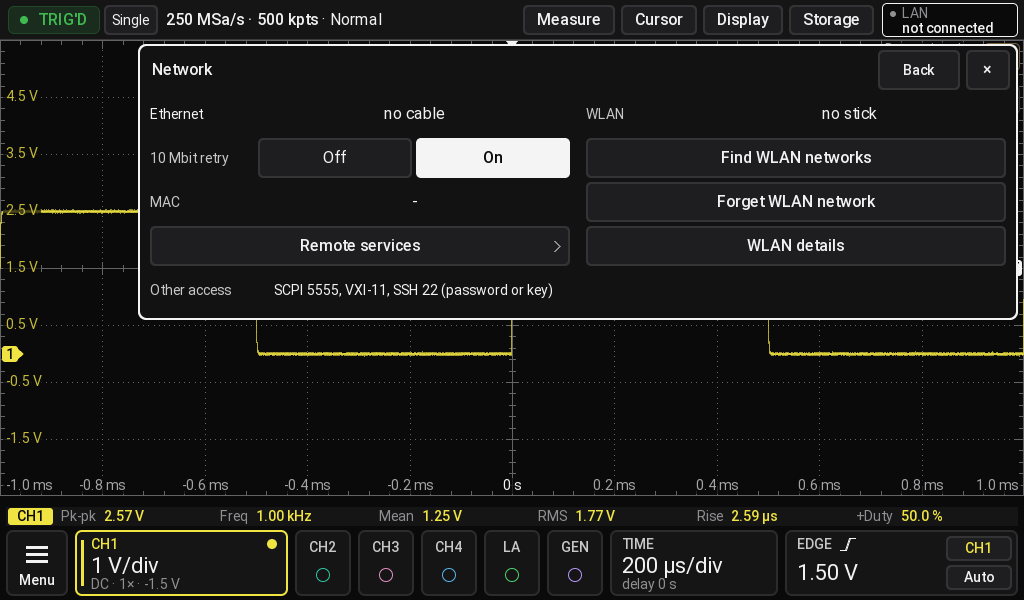 TRIG'D Single 250 MSa/s · 500 kpts · Normal Measure Cursor Display Storage LAN not connected
Network Back ×
Ethernet no cable WLAN no stick
10 Mbit retry Off On Find WLAN networks
MAC - Forget WLAN network
Remote services WLAN details
Other access SCPI 5555, VXI-11, SSH 22 (password or key)
4.5 V
3.5 V
2.5 V
1.5 V
0.5 V
1
-0.5 V
-1.5 V
-1.0 ms -0.8 ms -0.6 ms -0.4 ms -0.2 ms 0 s 0.2 ms 0.4 ms 0.6 ms 0.8 ms 1.0 ms
CH1 Pk-pk 2.57 V Freq 1.00 kHz Mean 1.25 V RMS 1.77 V Rise 2.59 µs +Duty 50.0 %
Menu
CH1
1 V/div
DC · 1× · -1.5 V
CH2 CH3 CH4 LA GEN
TIME
200 µs/div
delay 0 s
EDGE CH1
1.50 V Auto